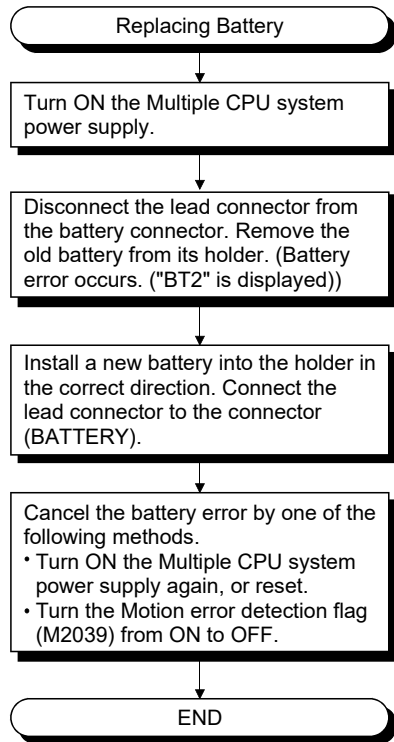 Replacing Battery
Turn ON the Multiple CPU system
power supply.
Disconnect the lead connector from
the battery connector. Remove the
old battery from its holder. (Battery
error occurs. ("BT2" is displayed))
Install a new battery into the holder in
the correct direction. Connect the
lead connector to the connector
(BATTERY).
Cancel the battery error by one of the
following methods.
• Turn ON the Multiple CPU system
power supply again, or reset.
• Turn the Motion error detection flag
(M2039) from ON to OFF.
END